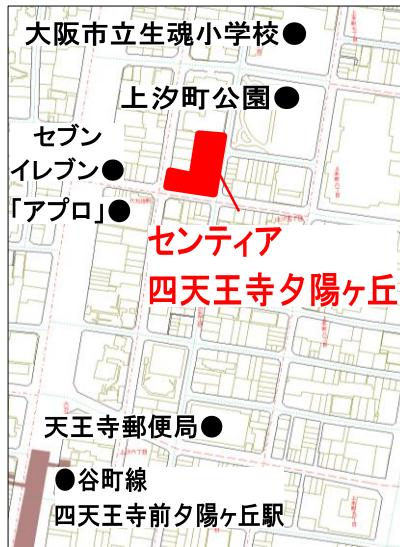 大阪市立生魂小学校●
上汐町公園●
セブン
イレブン●
「アプロ」●
センティア
四天王寺夕陽ヶ丘
天王寺郵便局●
●谷町線
四天王寺前夕陽ヶ丘駅